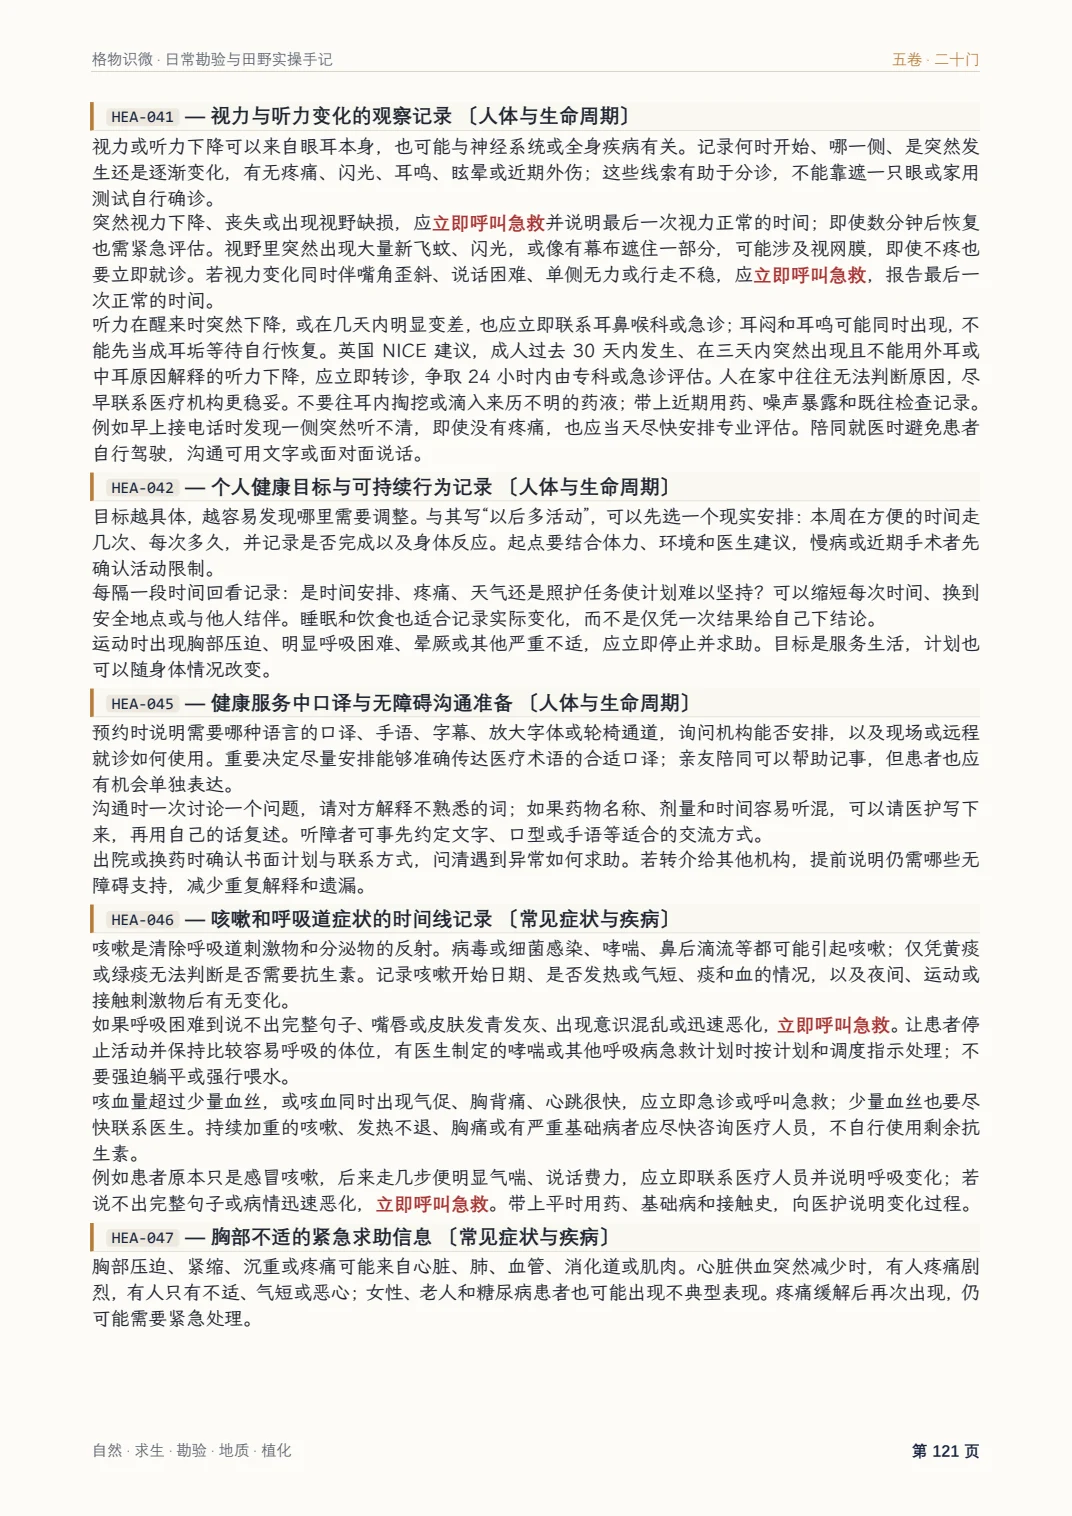 格物识微 · 日常勘验与田野实操手记
五卷 · 二十门
HEA-041 — 视力与听力变化的观察记录 〔人体与生命周期〕
视力或听力下降可以来自眼耳本身，也可能与神经系统或全身疾病有关。记录何时开始、哪一侧、是突然发
生还是逐渐变化，有无疼痛、闪光、耳鸣、眩晕或近期外伤；这些线索有助于分诊，不能靠遮一只眼或家用
测试自行确诊。
突然视力下降、丧失或出现视野缺损，应立即呼叫急救并说明最后一次视力正常的时间；即使数分钟后恢复
也需紧急评估。视野里突然出现大量新飞蚊、闪光，或像有幕布遮住一部分，可能涉及视网膜，即使不疼也
要立即就诊。若视力变化同时伴嘴角歪斜、说话困难、单侧无力或行走不稳，应立即呼叫急救，报告最后一
次正常的时间。
听力在醒来时突然下降，或在几天内明显变差，也应立即联系耳鼻喉科或急诊；耳闷和耳鸣可能同时出现，不
能先当成耳垢等待自行恢复。英国 NICE 建议，成人过去 30 天内发生、在三天内突然出现且不能用外耳或
中耳原因解释的听力下降，应立即转诊，争取 24 小时内由专科或急诊评估。人在家中往往无法判断原因，尽
早联系医疗机构更稳妥。不要往耳内掏挖或滴入来历不明的药液；带上近期用药、噪声暴露和既往检查记录。
例如早上接电话时发现一侧突然听不清，即使没有疼痛，也应当天尽快安排专业评估。陪同就医时避免患者
自行驾驶，沟通可用文字或面对面说话。
HEA-042 — 个人健康目标与可持续行为记录 〔人体与生命周期〕
目标越具体，越容易发现哪里需要调整。与其写“以后多活动”，可以先选一个现实安排：本周在方便的时间走
几次、每次多久，并记录是否完成以及身体反应。起点要结合体力、环境和医生建议，慢病或近期手术者先
确认活动限制。
每隔一段时间回看记录：是时间安排、疼痛、天气还是照护任务使计划难以坚持？可以缩短每次时间、换到
安全地点或与他人结伴。睡眠和饮食也适合记录实际变化，而不是仅凭一次结果给自己下结论。
运动时出现胸部压迫、明显呼吸困难、晕厥或其他严重不适，应立即停止并求助。目标是服务生活，计划也
可以随身体情况改变。
HEA-045 — 健康服务中口译与无障碍沟通准备 〔人体与生命周期〕
预约时说明需要哪种语言的口译、手语、字幕、放大字体或轮椅通道，询问机构能否安排，以及现场或远程
就诊如何使用。重要决定尽量安排能够准确传达医疗术语的合适口译；亲友陪同可以帮助记事，但患者也应
有机会单独表达。
沟通时一次讨论一个问题，请对方解释不熟悉的词；如果药物名称、剂量和时间容易听混，可以请医护写下
来，再用自己的话复述。听障者可事先约定文字、口型或手语等适合的交流方式。
出院或换药时确认书面计划与联系方式，问清遇到异常如何求助。若转介给其他机构，提前说明仍需哪些无
障碍支持，减少重复解释和遗漏。
HEA-046 — 咳嗽和呼吸道症状的时间线记录 〔常见症状与疾病〕
咳嗽是清除呼吸道刺激物和分泌物的反射。病毒或细菌感染、哮喘、鼻后滴流等都可能引起咳嗽；仅凭黄痰
或绿痰无法判断是否需要抗生素。记录咳嗽开始日期、是否发热或气短、痰和血的情况，以及夜间、运动或
接触刺激物后有无变化。
如果呼吸困难到说不出完整句子、嘴唇或皮肤发青发灰、出现意识混乱或迅速恶化，立即呼叫急救。让患者停
止活动并保持比较容易呼吸的体位，有医生制定的哮喘或其他呼吸病急救计划时按计划和调度指示处理；不
要强迫躺平或强行喂水。
咳血量超过少量血丝，或咳血同时出现气促、胸背痛、心跳很快，应立即急诊或呼叫急救；少量血丝也要尽
快联系医生。持续加重的咳嗽、发热不退、胸痛或有严重基础病者应尽快咨询医疗人员，不自行使用剩余抗
生素。
例如患者原本只是感冒咳嗽，后来走几步便明显气喘、说话费力，应立即联系医疗人员并说明呼吸变化；若
说不出完整句子或病情迅速恶化，立即呼叫急救。带上平时用药、基础病和接触史，向医护说明变化过程。
HEA-047 — 胸部不适的紧急求助信息 〔常见症状与疾病〕
胸部压迫、紧缩、沉重或疼痛可能来自心脏、肺、血管、消化道或肌肉。心脏供血突然减少时，有人疼痛剧
烈，有人只有不适、气短或恶心；女性、老人和糖尿病患者也可能出现不典型表现。疼痛缓解后再次出现，仍
可能需要紧急处理。
自然 · 求生 · 勘验 · 地质 · 植化
第 121 页